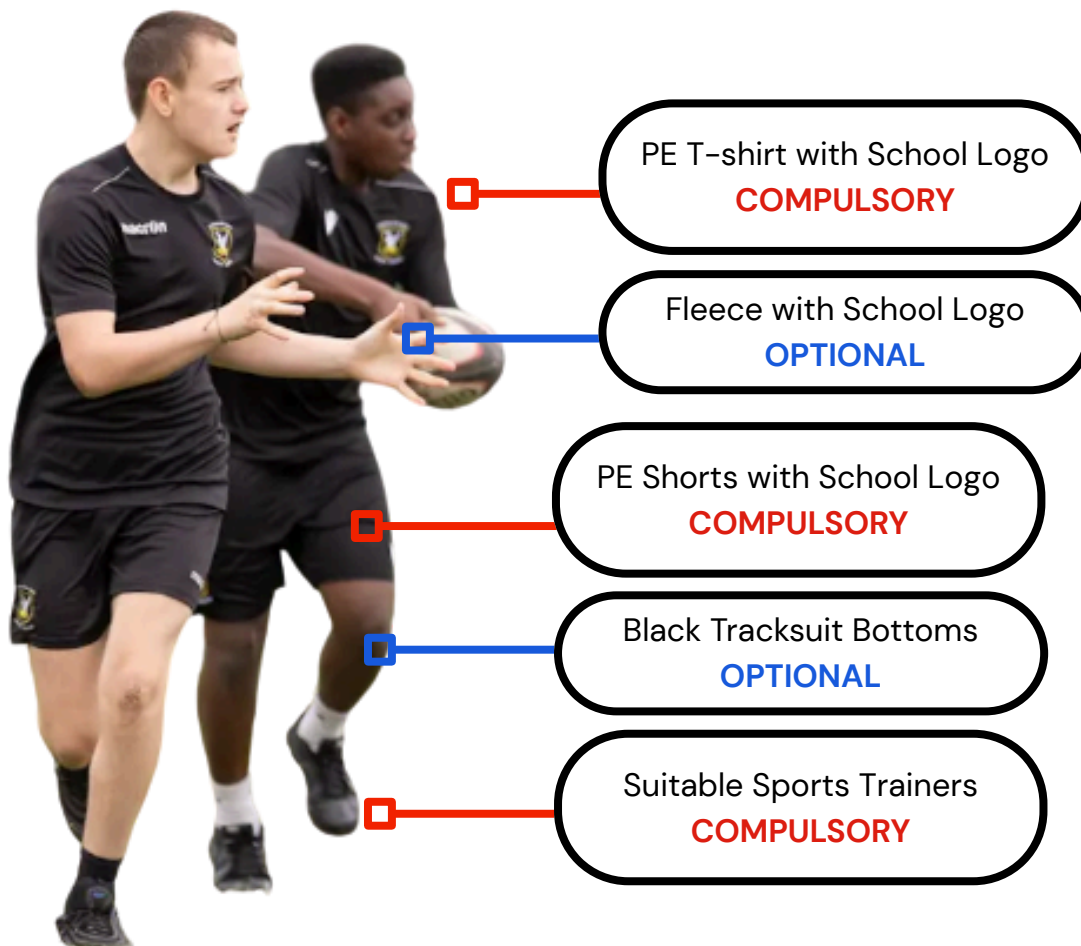 PE T-shirt with School Logo
COMPULSORY
macron
Fleece with School Logo
OPTIONAL
PE Shorts with School Logo
COMPULSORY
Black Tracksuit Bottoms
OPTIONAL
Suitable Sports Trainers
COMPULSORY